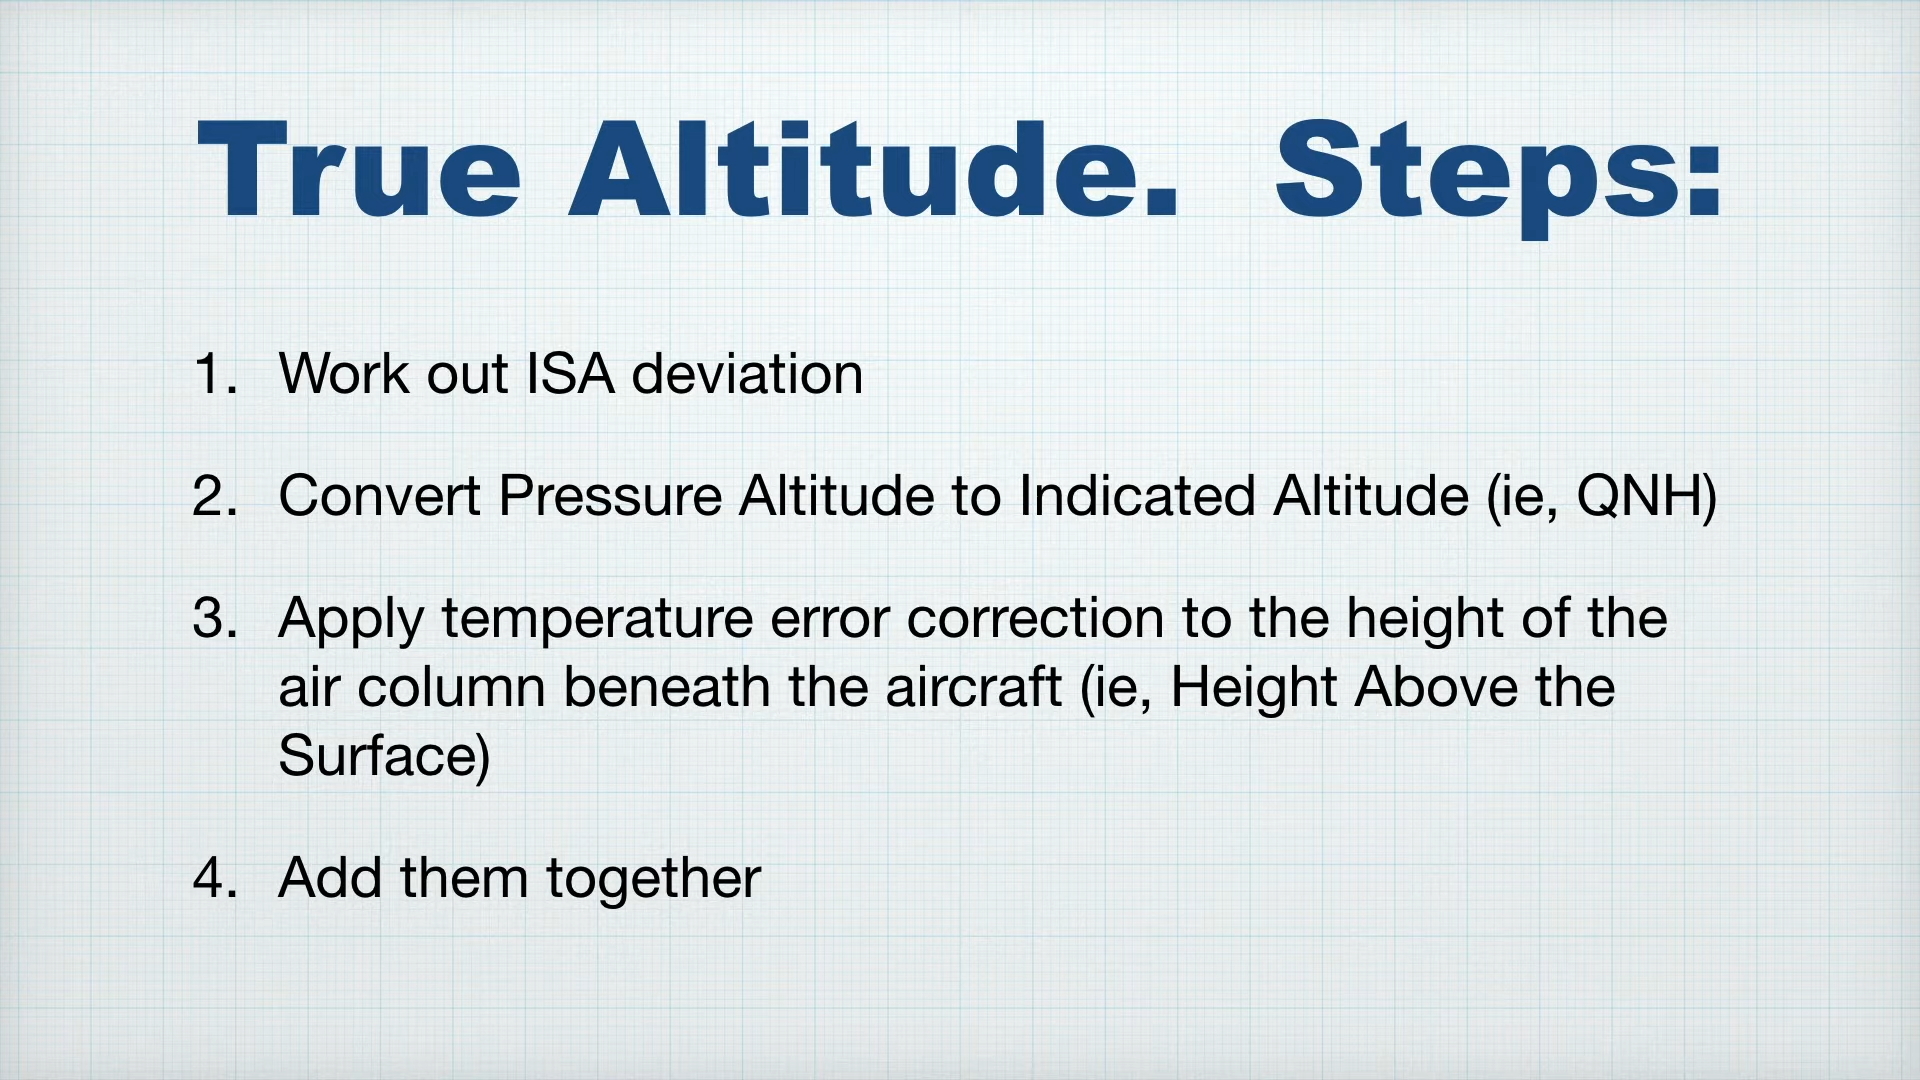 True Altitude.  Steps:
1. Work out ISA deviation
2. Convert Pressure Altitude to Indicated Altitude (ie, QNH)
3. Apply temperature error correction to the height of the
air column beneath the aircraft (ie, Height Above the
Surface)
4. Add them together